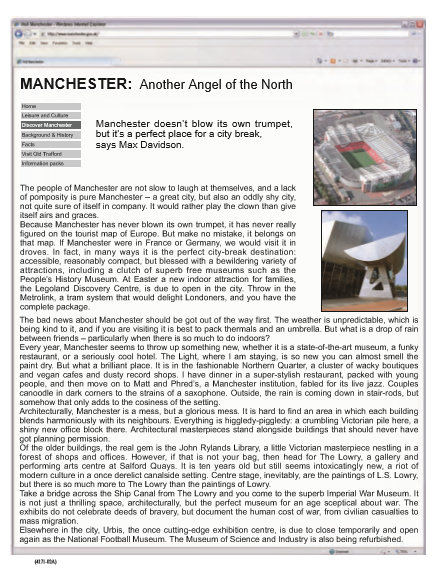 Visit Manchester - Windows Internet Explorer
MANCHESTER: Another Angel of the North
Home
Leisure and Culture
Discover Manchester
Background & History
Facts
Visit Old Trafford
Information packs
Manchester doesn't blow its own trumpet,
but it's a perfect place for a city break,
says Max Davidson.
The people of Manchester are not slow to laugh at themselves, and a lack
of pomposity is pure Manchester – a great city, but also an oddly shy city,
not quite sure of itself in company. It would rather play the clown than give
itself airs and graces.
Because Manchester has never blown its own trumpet, it has never really
figured on the tourist map of Europe. But make no mistake, it belongs on
that map. If Manchester were in France or Germany, we would visit it in
droves. In fact, in many ways it is the perfect city-break destination:
accessible, reasonably compact, but blessed with a bewildering variety of
attractions, including a clutch of superb free museums such as the
People's History Museum. At Easter a new indoor attraction for families,
the Legoland Discovery Centre, is due to open in the city. Throw in the
Metrolink, a tram system that would delight Londoners, and you have the
complete package.
The bad news about Manchester should be got out of the way first. The weather is unpredictable, which is
being kind to it, and if you are visiting it is best to pack thermals and an umbrella. But what is a drop of rain
between friends – particularly when there is so much to do indoors?
Every year, Manchester seems to throw up something new, whether it is a state-of-the-art museum, a funky
restaurant, or a seriously cool hotel. The Light, where I am staying, is so new you can almost smell the
paint dry. But what a brilliant place. It is in the fashionable Northern Quarter, a cluster of wacky boutiques
and vegan cafes and dusty record shops. I have dinner in a super-stylish restaurant, packed with young
people, and then move on to Matt and Phred's, a Manchester institution, fabled for its live jazz. Couples
canoodle in dark corners to the strains of a saxophone. Outside, the rain is coming down in stair-rods, but
somehow that only adds to the cosiness of the setting.
Architecturally, Manchester is a mess, but a glorious mess. It is hard to find an area in which each building
blends harmoniously with its neighbours. Everything is higgledy-piggledy: a crumbling Victorian pile here, a
shiny new office block there. Architectural masterpieces stand alongside buildings that should never have
got planning permission.
Of the older buildings, the real gem is the John Rylands Library, a little Victorian masterpiece nestling in a
forest of shops and offices. However, if that is not your bag, then head for The Lowry, a gallery and
performing arts centre at Salford Quays. It is ten years old but still seems intoxicatingly new, a riot of
modern culture in a once derelict canalside setting. Centre stage, inevitably, are the paintings of L.S. Lowry,
but there is so much more to The Lowry than the paintings of Lowry.
Take a bridge across the Ship Canal from The Lowry and you come to the superb Imperial War Museum. It
is not just a thrilling space, architecturally, but the perfect museum for an age sceptical about war. The
exhibits do not celebrate deeds of bravery, but document the human cost of war, from civilian casualties to
mass migration.
Elsewhere in the city, Urbis, the once cutting-edge exhibition centre, is due to close temporarily and open
again as the National Football Museum. The Museum of Science and Industry is also being refurbished.
(4171-02A)